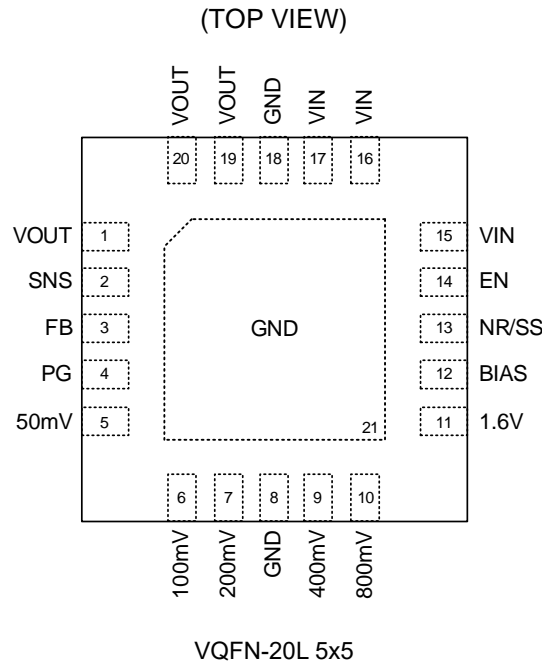 (TOP VIEW)
VOUT VOUT GND VIN VIN
20 19 18 17 16
VOUT 1 15 VIN
SNS 2 14 EN
FB 3 GND 13 NR/SS
PG 4 12 BIAS
50mV 5 21 11 1.6V
6 7 8 9 10
100mV 200mV GND 400mV 800mV
VQFN-20L 5x5